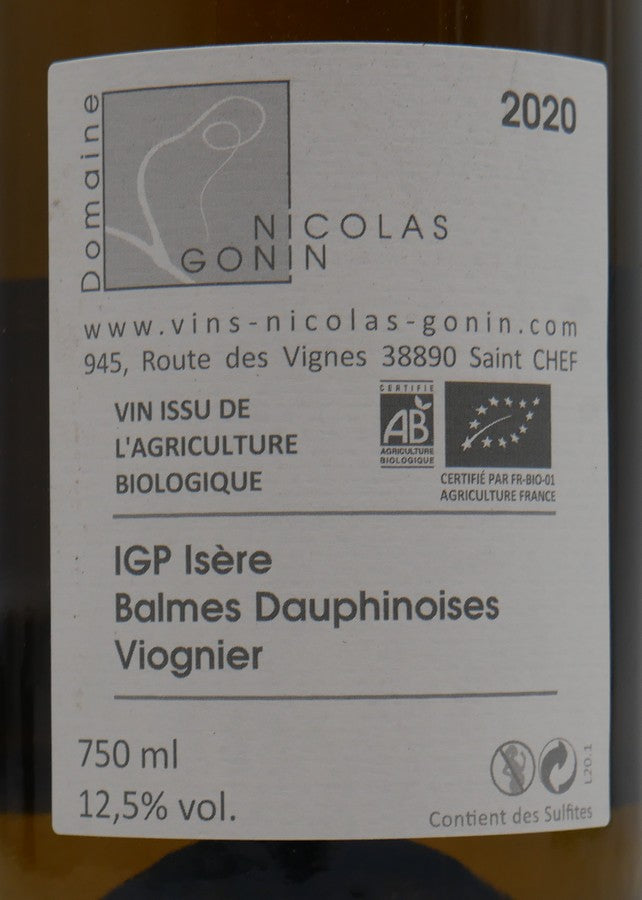 Domaine
2020
NICOLAS
GONIN
www.vins-nicolas-gonin.com
945, Route des Vignes 38890 Saint CHEF
VIN ISSU DE
L'AGRICULTURE
BIOLOGIQUE
CERTIFIÉ
AB
AGRICULTURE
BIOLOGIQUE
CERTIFIÉ PAR FR-BIO-01
AGRICULTURE FRANCE
IGP Isère
Balmes Dauphinoises
Viognier
750 ml
12,5% vol.
L20.1
Contient des Sulfites